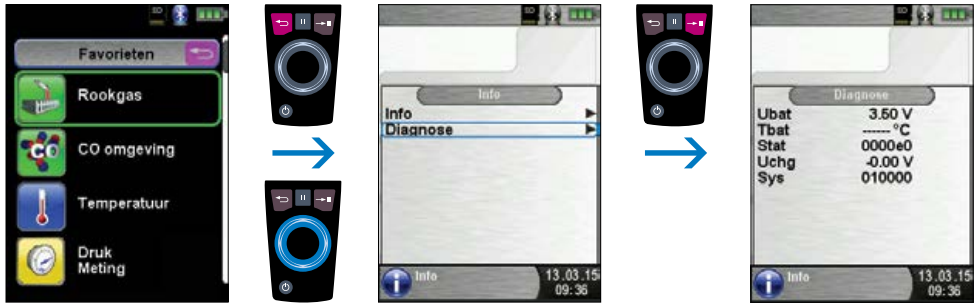 SD
Favorieten
Rookgas
CO
CO omgeving
Temperatuur
Druk
Meting
SD
Info
Info
Diagnose
Info
13.03.15
09:36
SD
Diagnose
Ubat 3.50 V
Tbat ------ °C
Stat 0000e0
Uchg -0.00 V
Sys 010000
Info
13.03.15
09:36